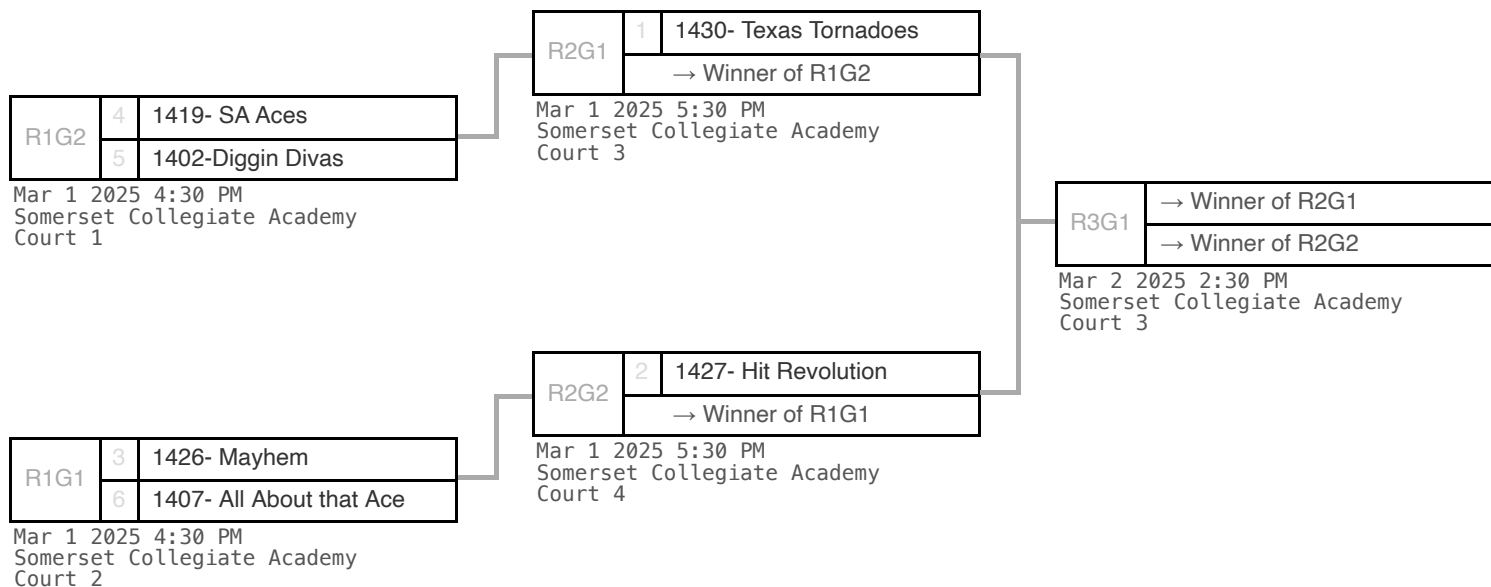 R2G1
1
1430- Texas Tornadoes
→ Winner of R1G2
Mar 1 2025 5:30 PM
Somerset Collegiate Academy
Court 3
R1G2
4
1419- SA Aces
5
1402-Diggin Divas
Mar 1 2025 4:30 PM
Somerset Collegiate Academy
Court 1
R3G1
→ Winner of R2G1
→ Winner of R2G2
Mar 2 2025 2:30 PM
Somerset Collegiate Academy
Court 3
R2G2
2
1427- Hit Revolution
→ Winner of R1G1
Mar 1 2025 5:30 PM
Somerset Collegiate Academy
Court 4
R1G1
3
1426- Mayhem
6
1407- All About that Ace
Mar 1 2025 4:30 PM
Somerset Collegiate Academy
Court 2